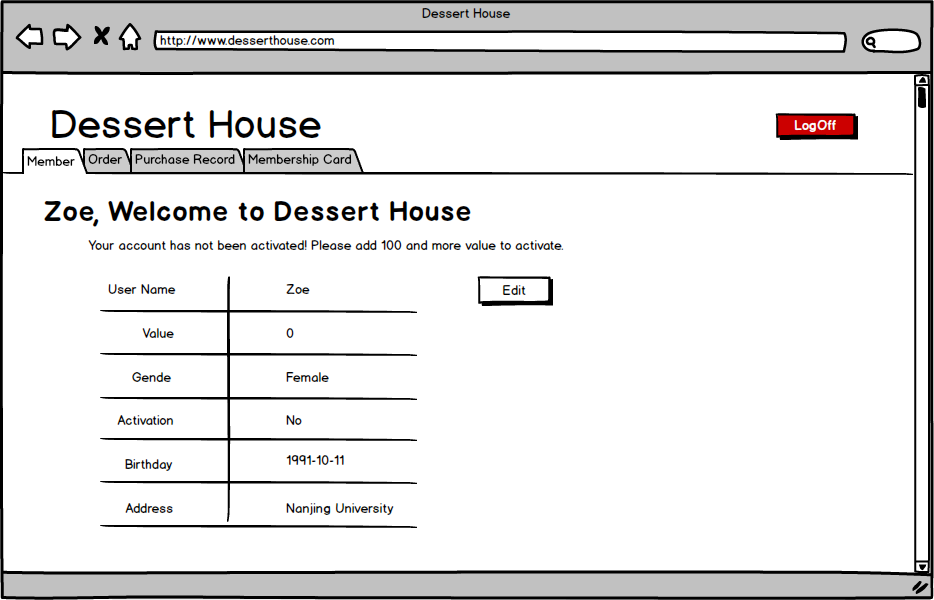 Dessert House
http://www.desserthouse.com
Dessert House
LogOff
Member Order Purchase Record Membership Card
Zoe, Welcome to Dessert House
Your account has not been activated! Please add 100 and more value to activate.
User Name Zoe Edit
Value 0
Gende Female
Activation No
Birthday 1991-10-11
Address Nanjing University